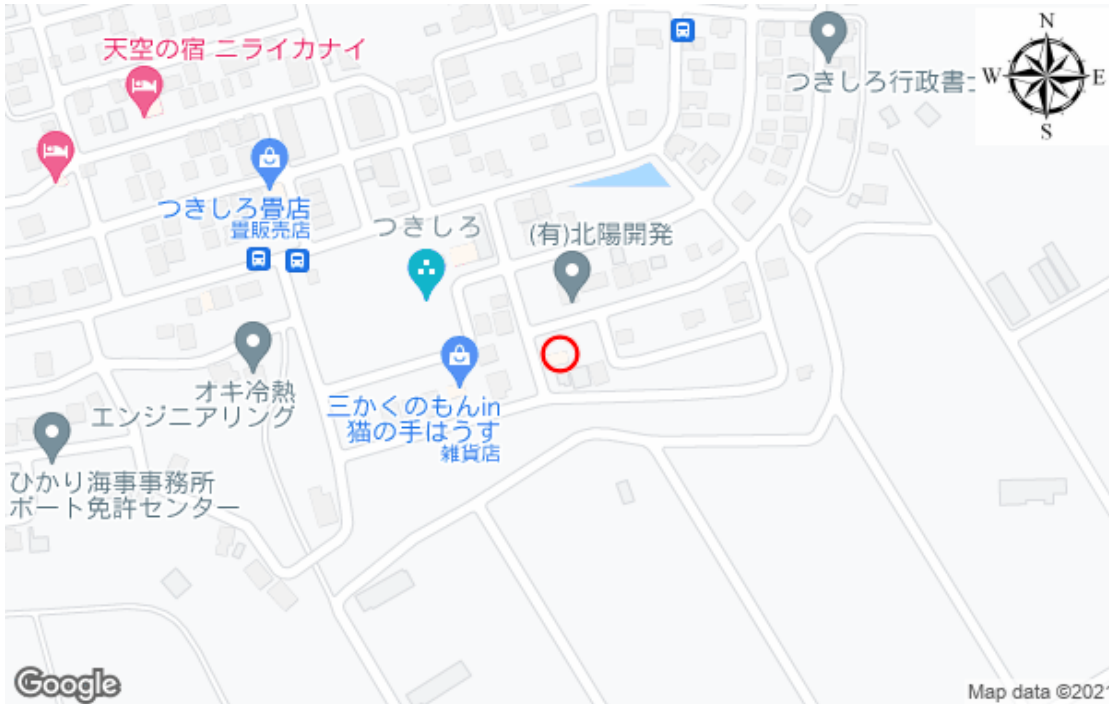 天空の宿 ニライカナイ
N
W
E
S
つきしろ行政書士
つきしろ畳店
畳販売店
つきしろ
(有)北陽開発
オキ冷熱
エンジニアリング
三かくのもんin
猫の手はうす
雑貨店
ひかり海事事務所
ボート免許センター
Google
Map data ©2021